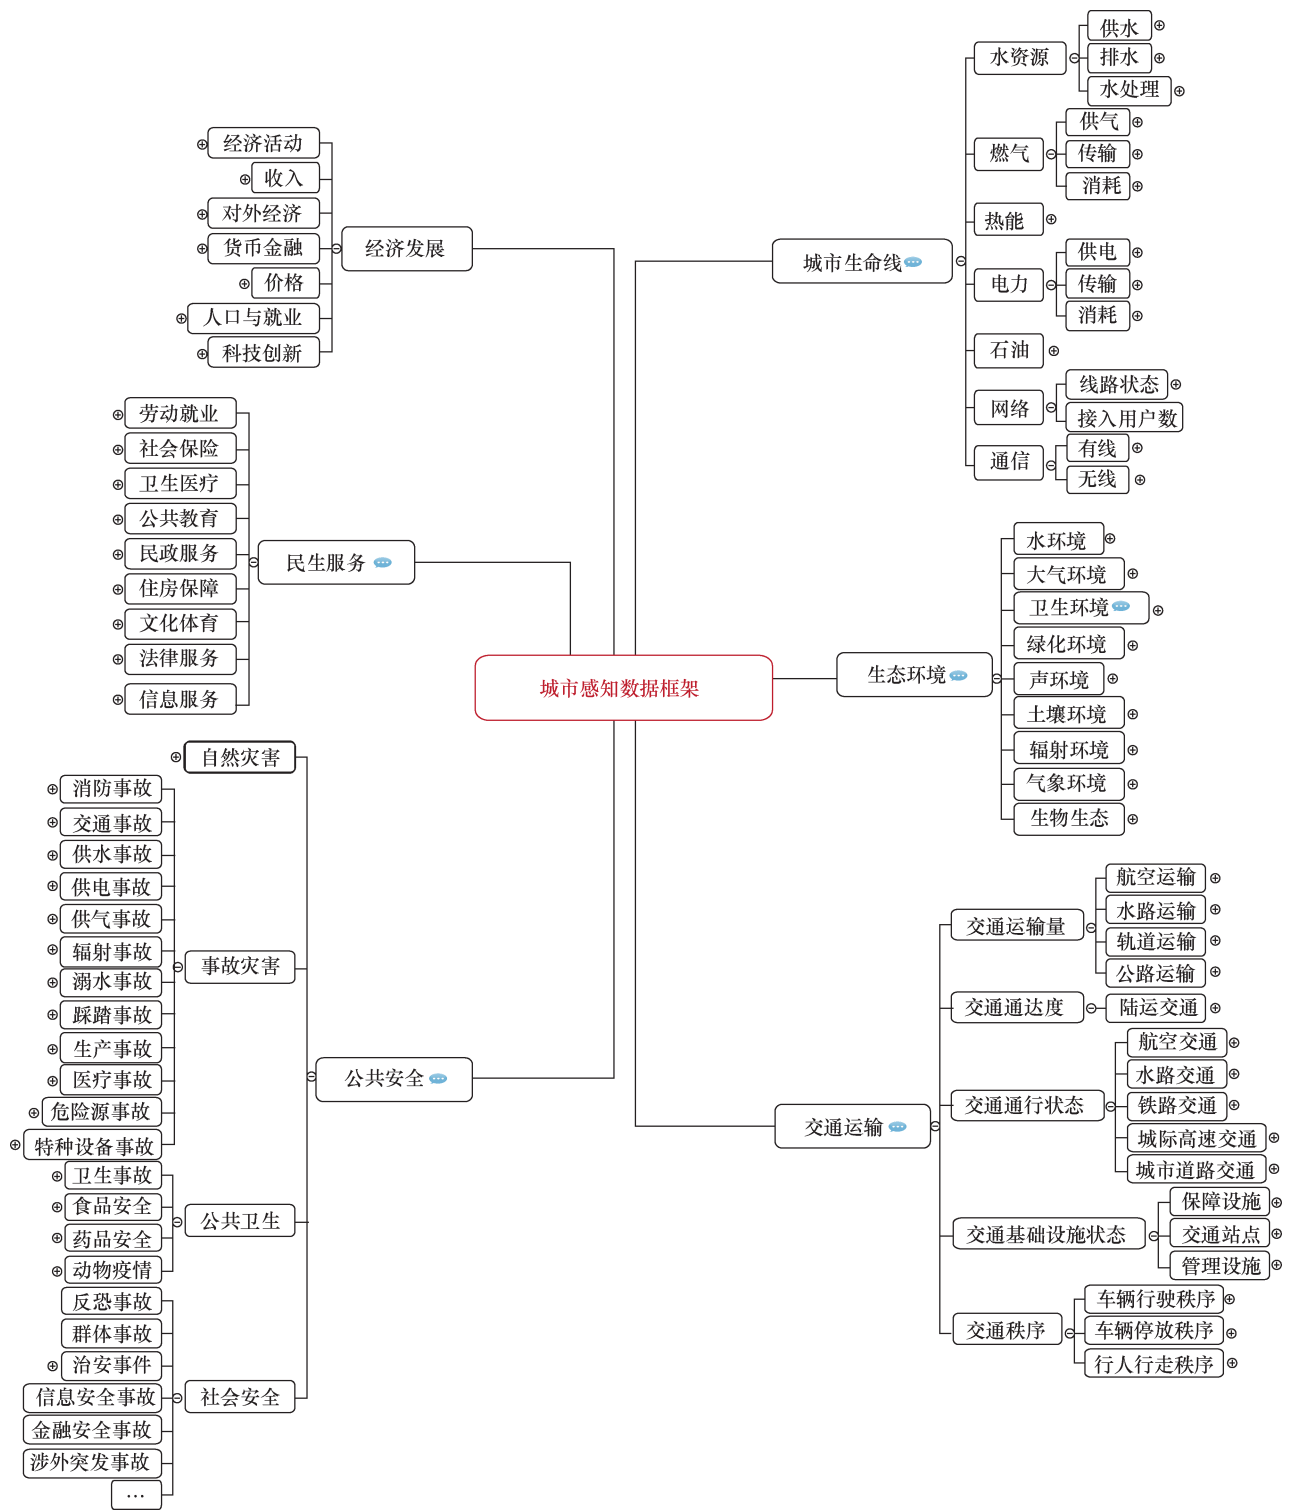 城市感知数据框架
经济发展
经济活动
收入
对外经济
货币金融
价格
人口与就业
科技创新
民生服务
劳动就业
社会保险
卫生医疗
公共教育
民政服务
住房保障
文化体育
法律服务
信息服务
公共安全
自然灾害
事故灾害
消防事故
交通事故
供水事故
供电事故
供气事故
辐射事故
溺水事故
踩踏事故
生产事故
医疗事故
危险源事故
特种设备事故
公共卫生
卫生事故
食品安全
药品安全
动物疫情
社会安全
反恐事故
群体事故
治安事件
信息安全事故
金融安全事故
涉外突发事故
…
城市生命线
水资源
供水
排水
水处理
燃气
供气
传输
消耗
热能
电力
供电
传输
消耗
石油
网络
线路状态
接入用户数
通信
有线
无线
生态环境
水环境
大气环境
卫生环境
绿化环境
声环境
土壤环境
辐射环境
气象环境
生物生态
交通运输
交通运输量
航空运输
水路运输
轨道运输
公路运输
交通通达度
陆运交通
交通通行状态
航空交通
水路交通
铁路交通
城际高速交通
城市道路交通
交通基础设施状态
保障设施
交通站点
管理设施
交通秩序
车辆行驶秩序
车辆停放秩序
行人行走秩序